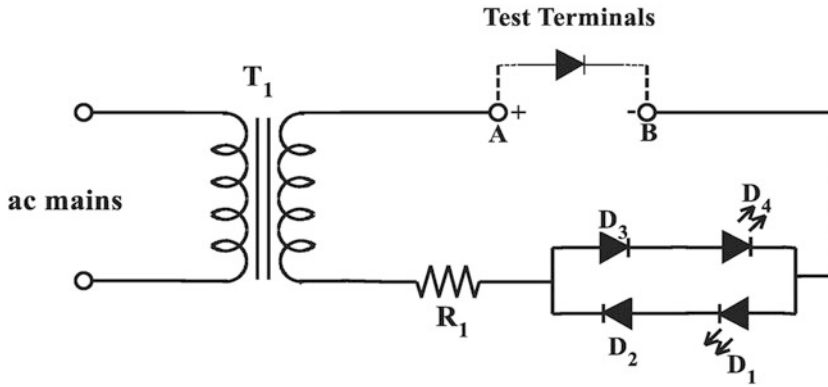 Test Terminals
T1
A + - B
ac mains
D3 D4
R1
D2 D1